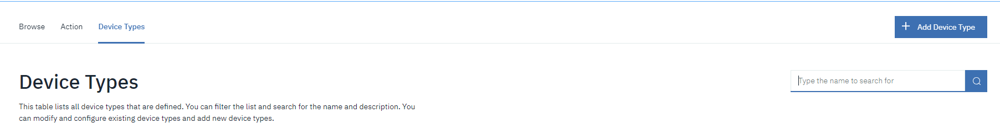 Browse Action Device Types
+ Add Device Type
Device Types
Type the name to search for
This table lists all device types that are defined. You can filter the list and search for the name and description. You
can modify and configure existing device types and add new device types.